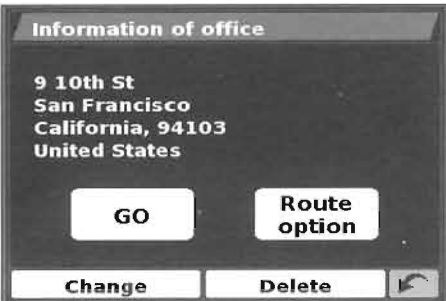 Information of office
9 10th St
San Francisco
California, 94103
United States
GO
Route
option
Change
Delete